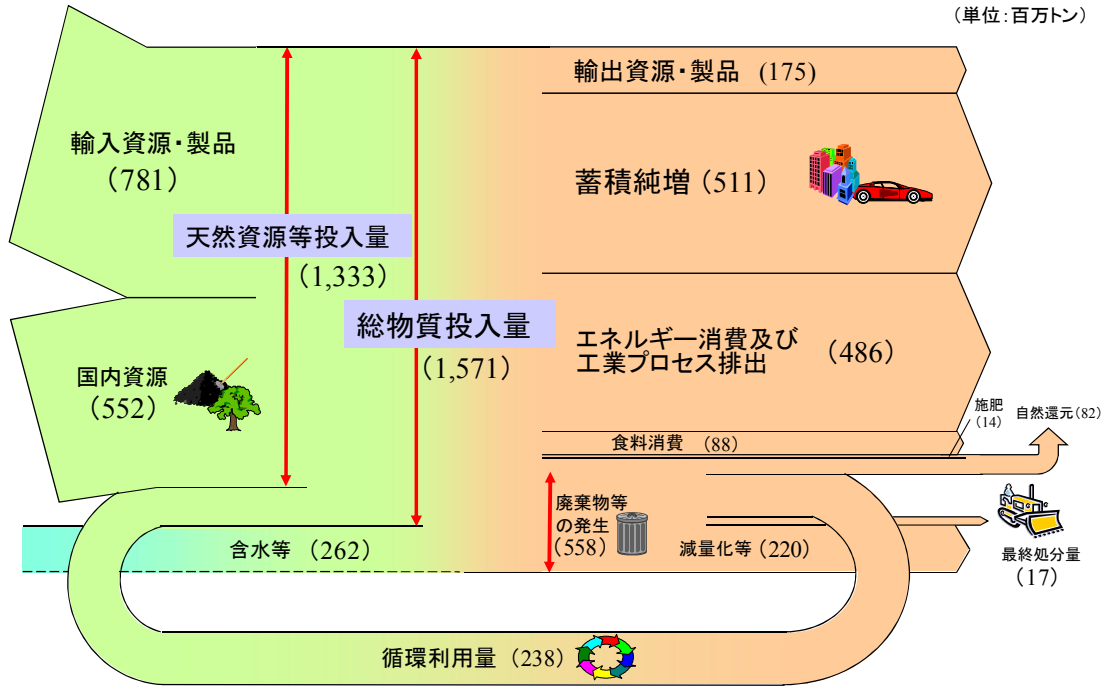 (単位:百万トン)
輸出資源・製品 (175)
輸入資源・製品
(781)
蓄積純増 (511)
天然資源等投入量
(1,333)
総物質投入量
(1,571)
エネルギー消費及び
工業プロセス排出 (486)
国内資源
(552)
施肥
(14)
自然還元(82)
食料消費 (88)
廃棄物等
の発生
(558)
含水等 (262)
減量化等 (220)
最終処分量
(17)
循環利用量 (238)